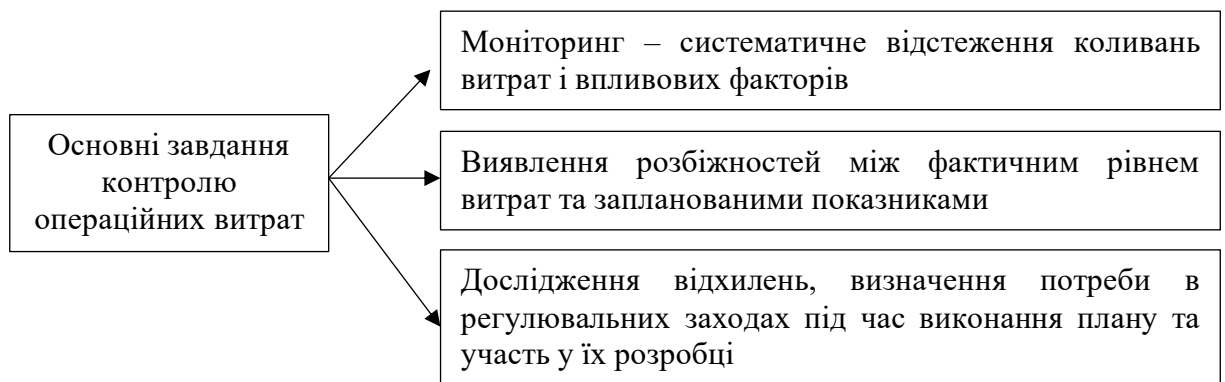 Основні завдання
контролю
операційних витрат
Моніторинг – систематичне відстеження коливань
витрат і впливових факторів
Виявлення розбіжностей між фактичним рівнем
витрат та запланованими показниками
Дослідження відхилень, визначення потреби в
регулювальних заходах під час виконання плану та
участь у їх розробці